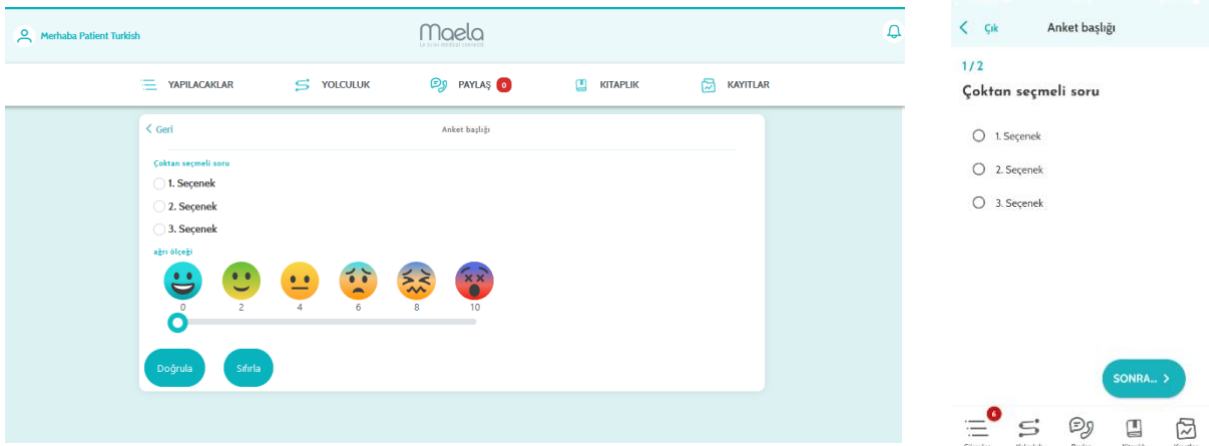 Merhaba Patient Turkish
Maela
YAPILACAKLAR
YOLCULUK
PAYLAŞ 0
KITAPLIK
KAYITLAR
Geri
Anket başlığı
Çoktan seçmeli soru
1. Seçenek
2. Seçenek
3. Seçenek
ağrı ölçeği
0 2 4 6 8 10
Doğrula
Sıfırla
Çık
Anket başlığı
1/2
Çoktan seçmeli soru
1. Seçenek
2. Seçenek
3. Seçenek
SONRA...
6